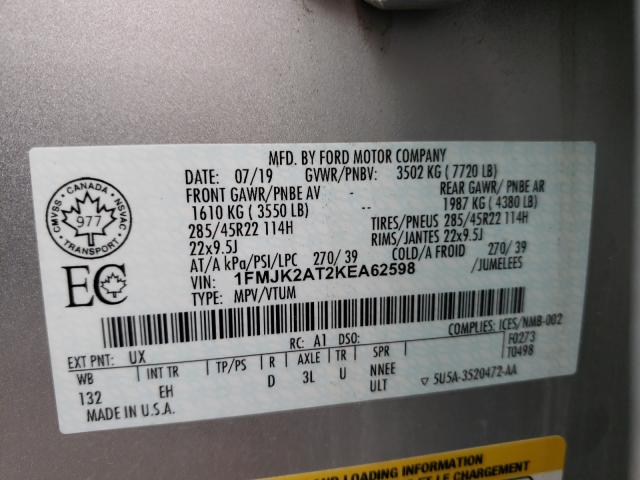 MFD. BY FORD MOTOR COMPANY
DATE: 07/19 GVWR/PNBV: 3502 KG ( 7720 LB)
FRONT GAWR/PNBE AV REAR GAWR/ PNBE AR
1610 KG ( 3550 LB) 1987 KG ( 4380 LB)
285/45R22 114H TIRES/PNEUS 285/45R22 114H
22x9.5J RIMS/JANTES 22x9.5J
AT/A kPa/PSI/LPC 270/ 39 COLD/A FROID 270/ 39
VIN: 1FMJK2AT2KEA62598 /JUMELEES
TYPE: MPV/VTUM
CMVSS CANADA NSVAC
977
TRANSPORT
EC
COMPLIES: ICES/NMB-002
EXT PNT: UX RC: A1 DSO: F0273
T0498
WB INT TR TP/PS R AXLE TR SPR
132 EH D 3L U NNEE
ULT
MADE IN U.S.A. ▽ 5U5A-3520472-AA
AND LOADING INFORMATION
ET LE CHARGEMENT